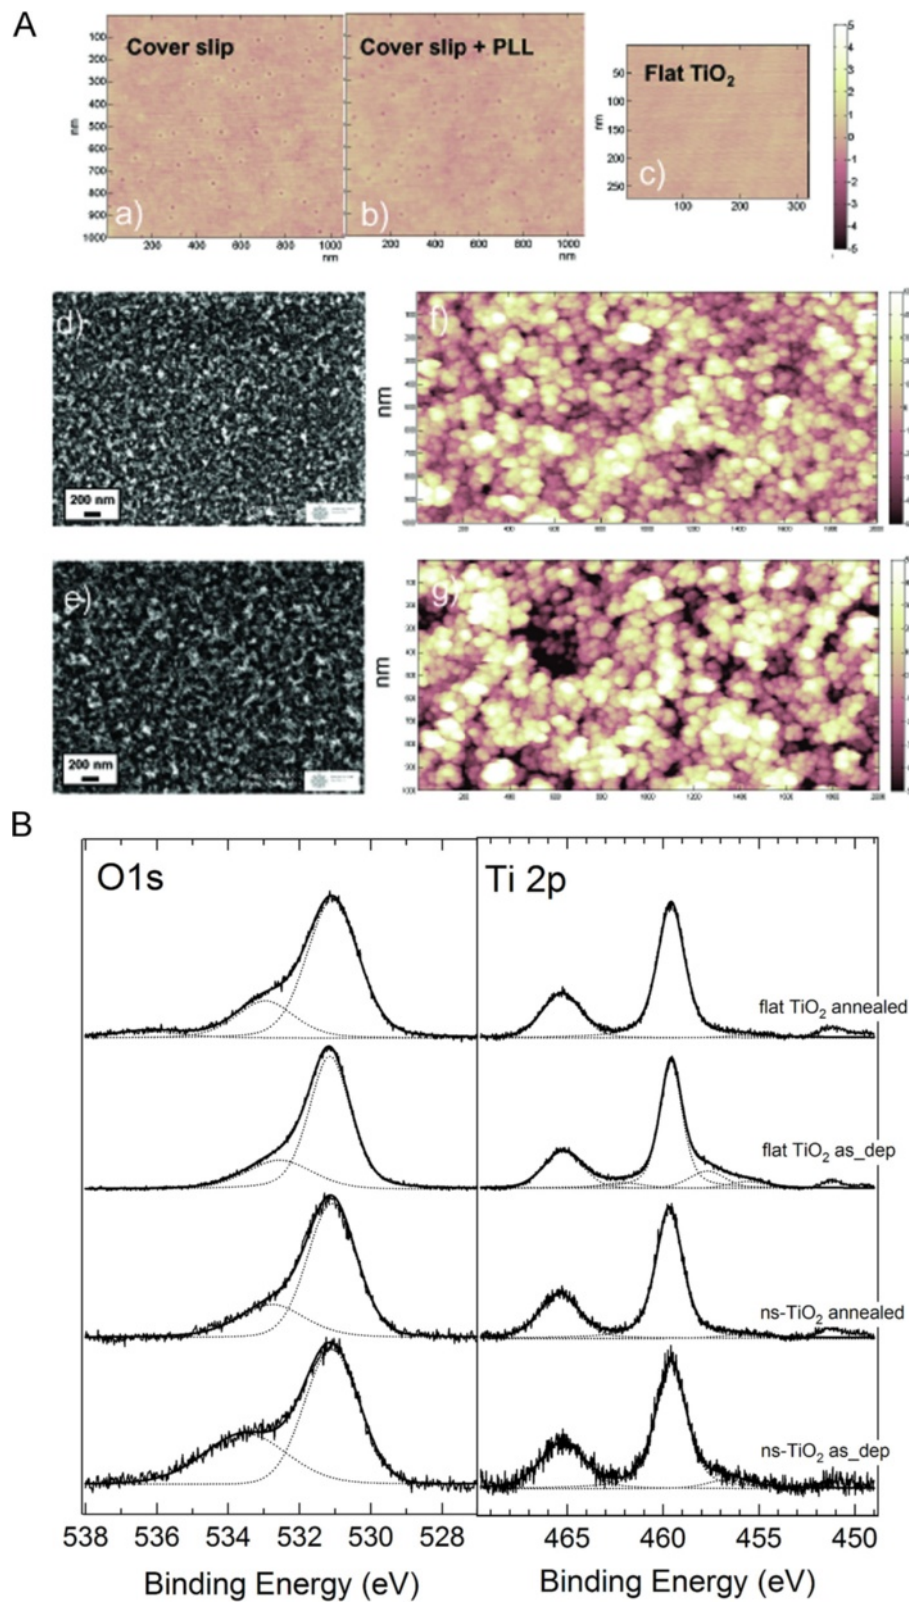 A
Cover slip
Cover slip + PLL
Flat TiO₂
a)
b)
c)
nm
100
200
300
400
500
600
700
800
900
1000
200 400 600 800 1000
nm
200 400 600 800 1000
nm
nm
50
100
150
200
250
100 200 300
5
4
3
2
1
0
-1
-2
-3
-4
-5
d)
200 nm
f)
nm
e)
200 nm
g)
nm
B
O1s
Ti 2p
flat TiO₂ annealed
flat TiO₂ as_dep
ns-TiO₂ annealed
ns-TiO₂ as_dep
538 536 534 532 530 528
465 460 455 450
Binding Energy (eV)
Binding Energy (eV)